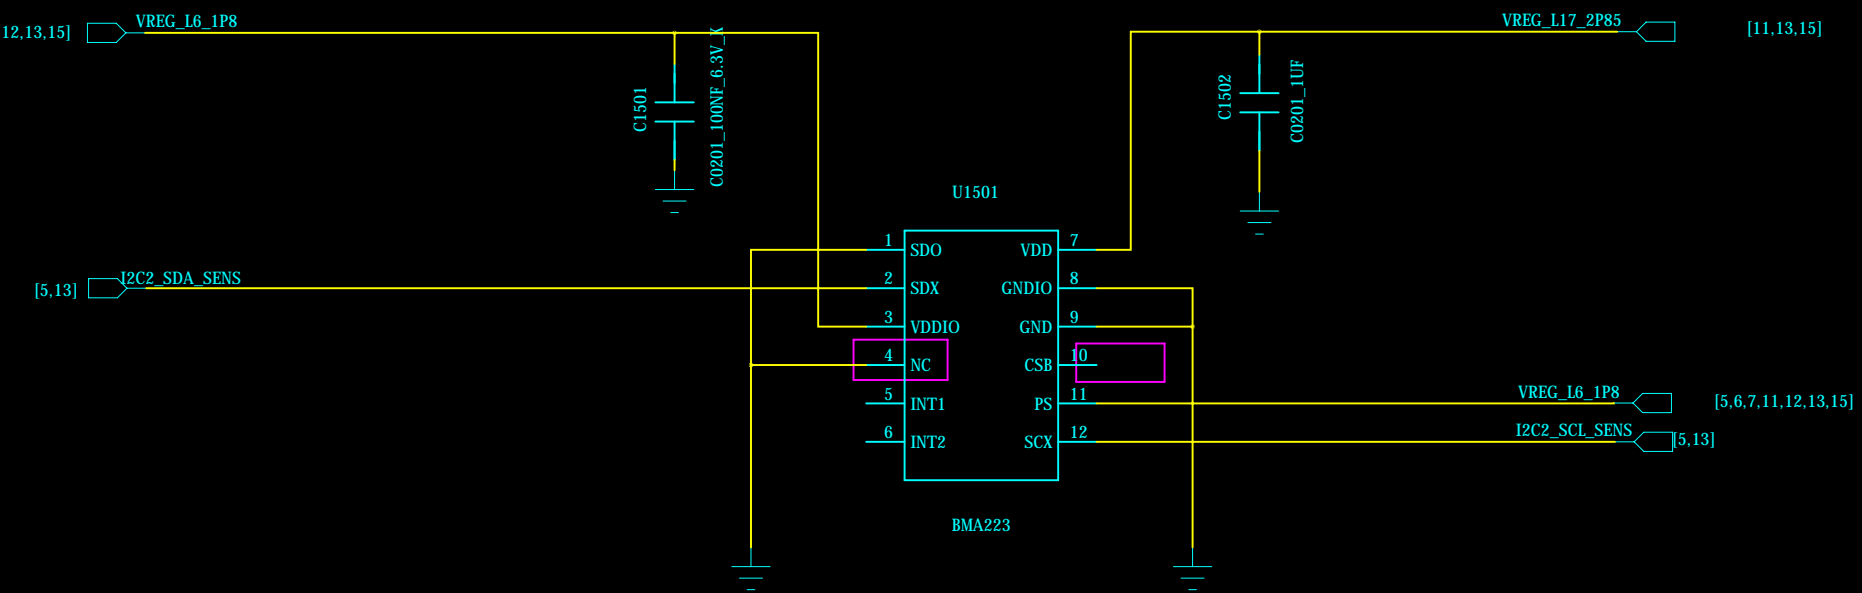 VREG_L6_1P8
12,13,15]
C1501
C0201_100NF_6.3V_K
VREG_L17_2P85
[11,13,15]
C1502
C0201_1UF
U1501
1 SDO
2 SDX
3 VDDIO
4 NC
5 INT1
6 INT2
VDD 7
GNDIO 8
GND 9
CSB 10
PS 11
SCX 12
I2C2_SDA_SENS
[5,13]
VREG_L6_1P8
[5,6,7,11,12,13,15]
I2C2_SCL_SENS
[5,13]
BMA223